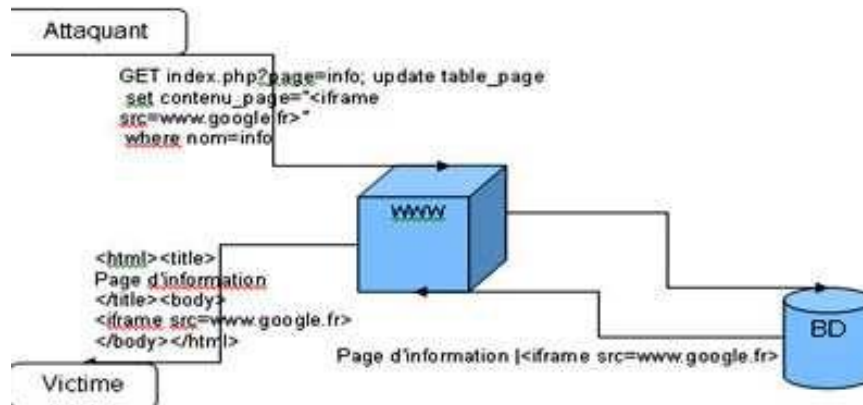 Attaquant
GET index.php?page=info; update table_page
set contenu_page="<iframe
src=www.google.fr>"
where nom=info
WWW
<html><title>
Page d'information
</title><body>
<iframe src=www.google.fr>
</body></html>
BD
Page d'information |<iframe src=www.google.fr>
Victime